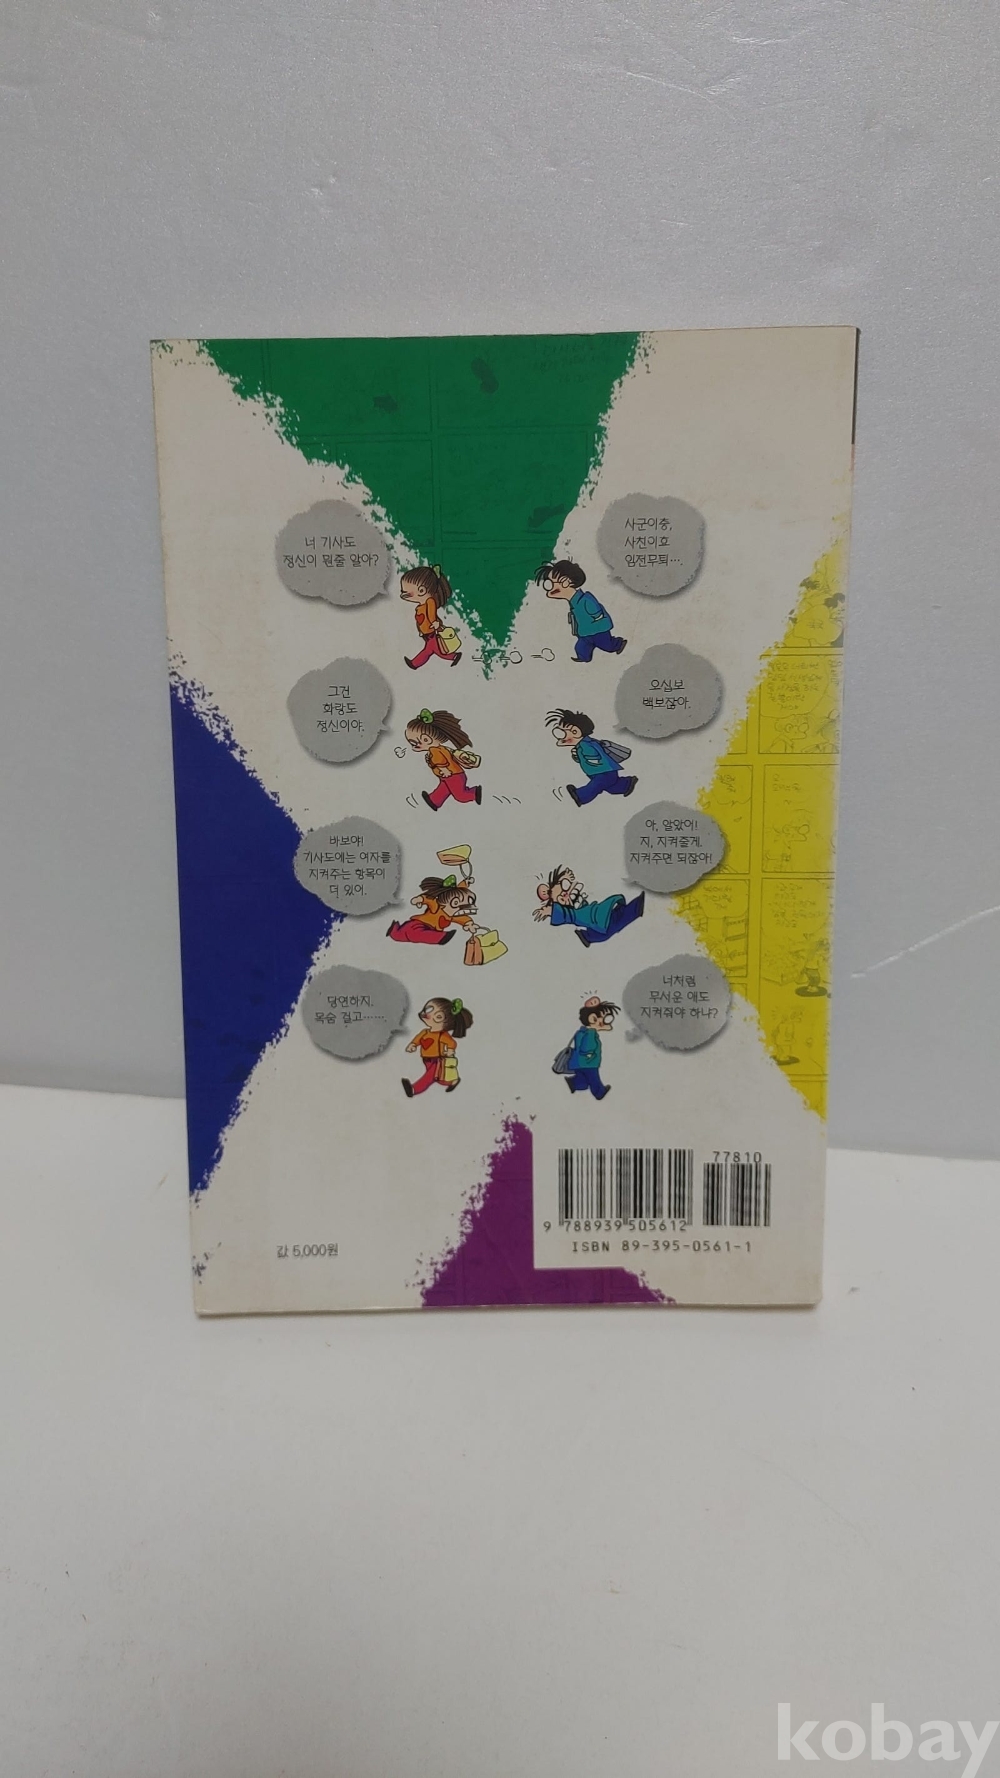 너 기사도
정신이 뭔줄 알아?
사군이충,
사친이효
임전무퇴….
그건
화랑도
정신이야.
오십보
백보잖아.
바보야!
기사도에는 여자를
지켜주는 항목이
더 있어.
아, 알았어!
지, 지켜줄게.
지켜주면 되잖아!
당연하지.
목숨 걸고……
너처럼
무서운 애도
지켜줘야 하냐?
77810
9 788939 505612
ISBN 89-395-0561-1
값 5,000원
kobay